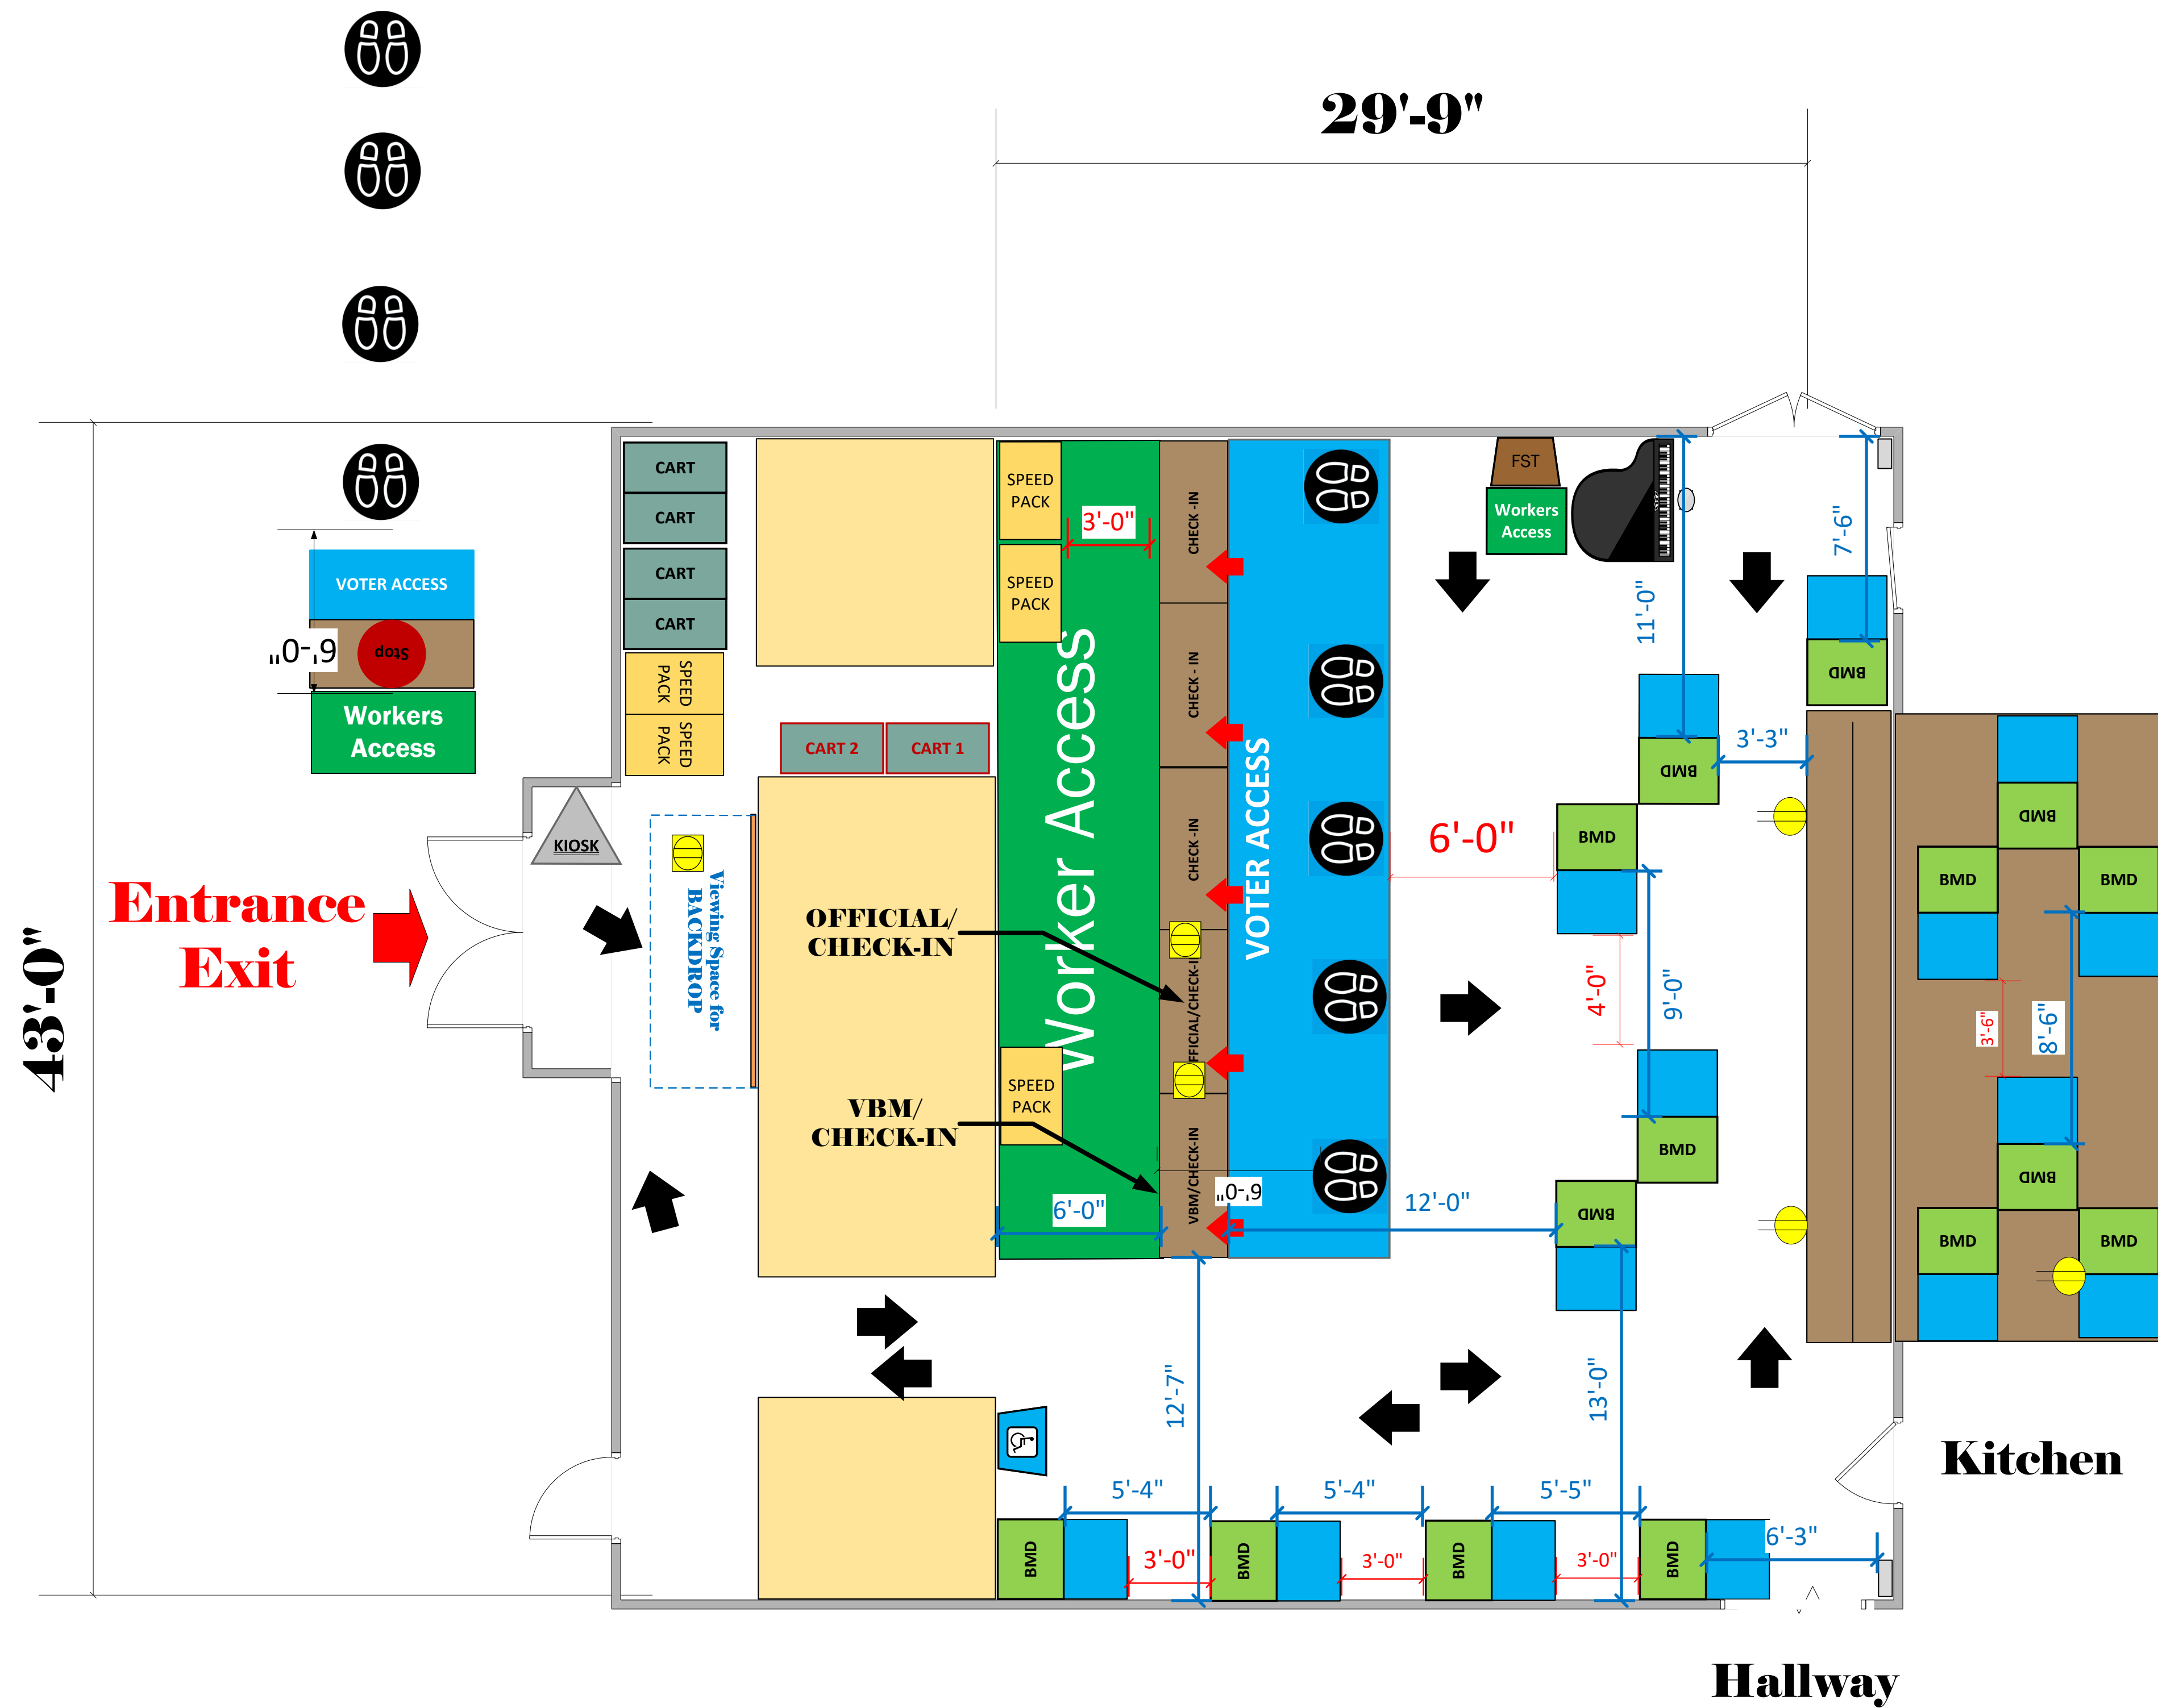 29'-9"
43'-0"
VOTER ACCESS
6'-0"
Stop
Workers
Access
Entrance
Exit
KIOSK
CART
CART
CART
CART
SPEED
PACK
SPEED
PACK
CART 2
CART 1
Viewing Space for
BACKDROP
OFFICIAL/
CHECK-IN
VBM/
CHECK-IN
SPEED
PACK
SPEED
PACK
3'-0"
Worker Access
SPEED
PACK
6'-0"
CHECK -IN
CHECK - IN
CHECK -IN
FFICIAL/CHECK-I
VBM/CHECK-IN
VOTER ACCESS
6'-0"
12'-0"
12'-7"
FST
Workers
Access
11'-0"
7'-6"
BMD
BMD
3'-3"
6'-0"
BMD
4'-0"
9'-0"
BMD
BMD
13'-0"
BMD
BMD
BMD
3'-6"
8'-6"
BMD
BMD
BMD
Kitchen
5'-4"
5'-4"
5'-5"
6'-3"
BMD
3'-0"
BMD
3'-0"
BMD
3'-0"
BMD
Hallway